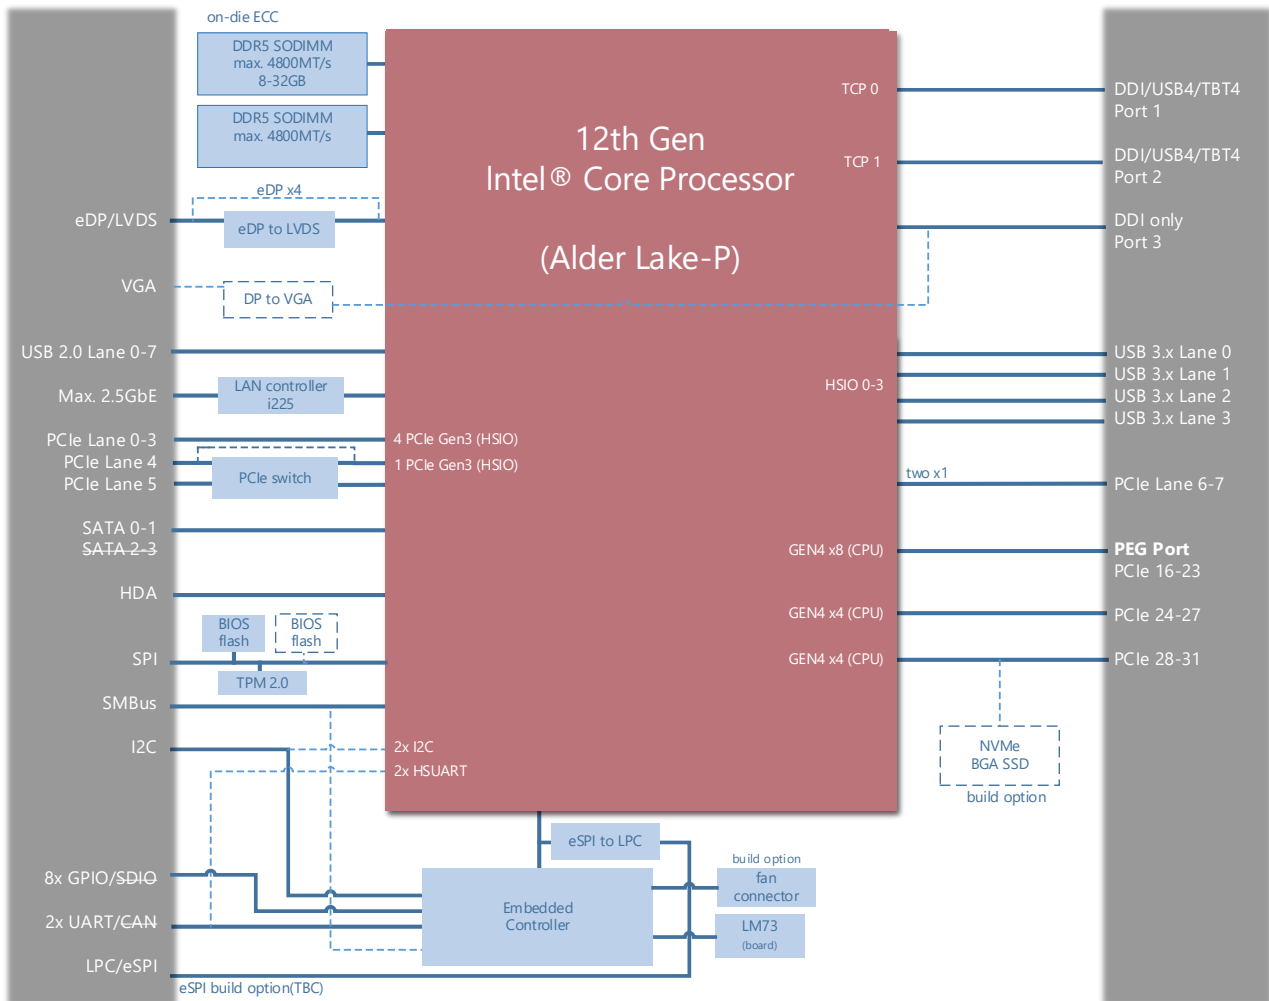 on-die ECC
DDR5 SODIMM
max. 4800MT/s
8-32GB
DDR5 SODIMM
max. 4800MT/s
eDP x4
eDP/LVDS
eDP to LVDS
VGA
DP to VGA
USB 2.0 Lane 0-7
Max. 2.5GbE
LAN controller
i225
PCIe Lane 0-3
PCIe Lane 4
PCIe Lane 5
PCIe switch
4 PCIe Gen3 (HSIO)
1 PCIe Gen3 (HSIO)
SATA 0-1
SATA 2-3
HDA
BIOS
flash
BIOS
flash
SPI
TPM 2.0
SMBus
I2C
2x I2C
2x HSUART
12th Gen
Intel® Core Processor
(Alder Lake-P)
TCP 0
TCP 1
HSIO 0-3
GEN4 x8 (CPU)
GEN4 x4 (CPU)
GEN4 x4 (CPU)
DDI/USB4/TBT4
Port 1
DDI/USB4/TBT4
Port 2
DDI only
Port 3
USB 3.x Lane 0
USB 3.x Lane 1
USB 3.x Lane 2
USB 3.x Lane 3
two x1
PCIe Lane 6-7
PEG Port
PCIe 16-23
PCIe 24-27
PCIe 28-31
NVMe
BGA SSD
build option
eSPI to LPC
8x GPIO/SDIO
2x UART/CAN
LPC/eSPI
eSPI build option(TBC)
Embedded
Controller
build option
fan
connector
LM73
(board)